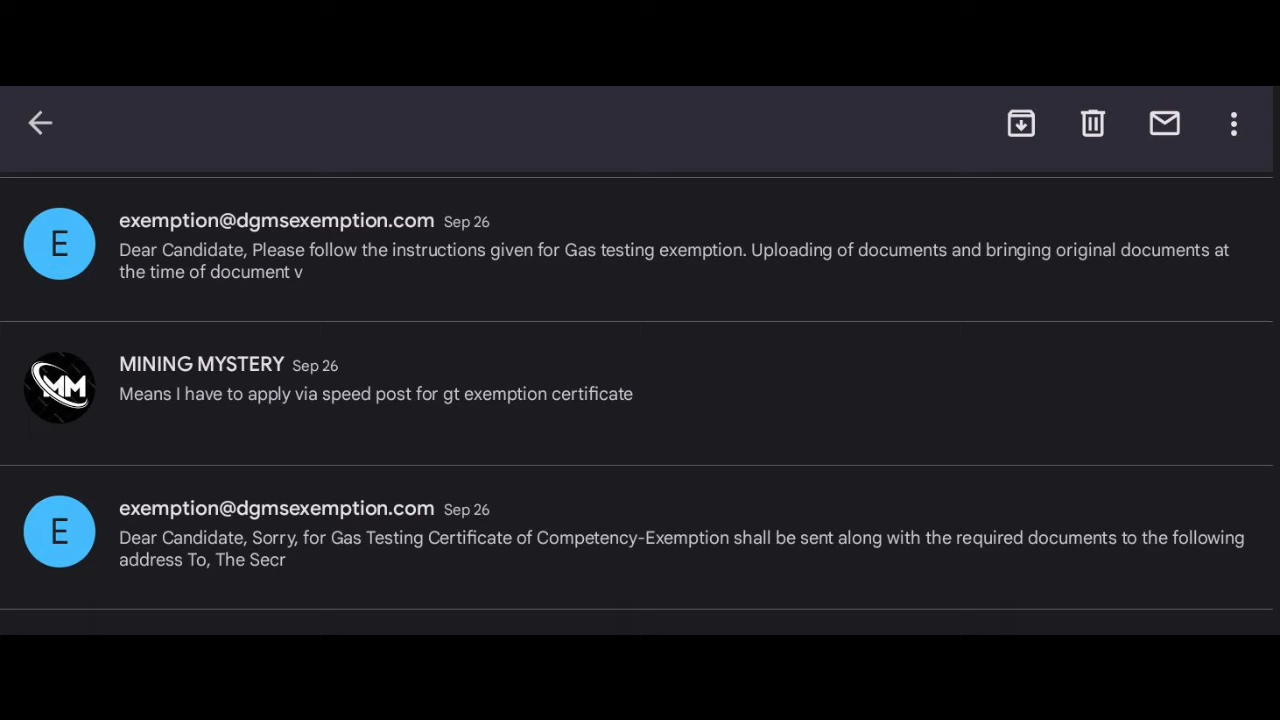 exemption@dgmsexemption.com Sep 26
E
Dear Candidate, Please follow the instructions given for Gas testing exemption. Uploading of documents and bringing original documents at
the time of document v
MINING MYSTERY Sep 26
MM
Means I have to apply via speed post for gt exemption certificate
exemption@dgmsexemption.com Sep 26
E
Dear Candidate, Sorry, for Gas Testing Certificate of Competency-Exemption shall be sent along with the required documents to the following
address To, The Secr